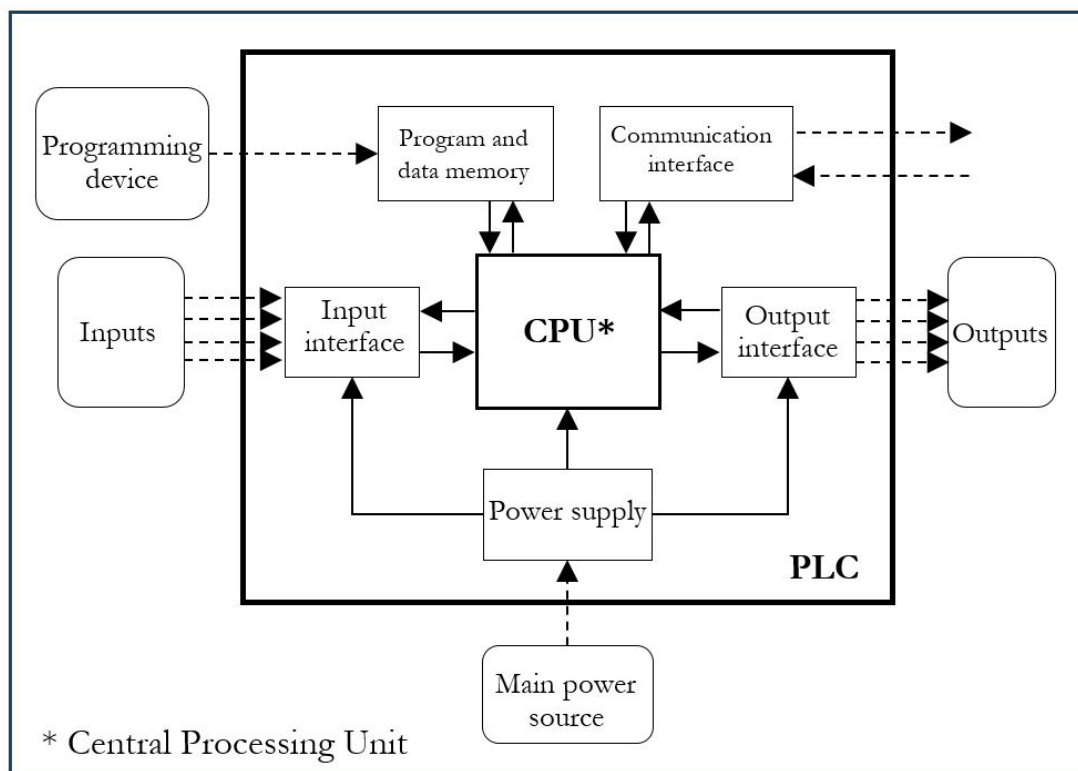 Programming
device
Program and
data memory
Communication
interface
Inputs
Input
interface
CPU*
Output
interface
Outputs
Power supply
PLC
Main power
source
* Central Processing Unit